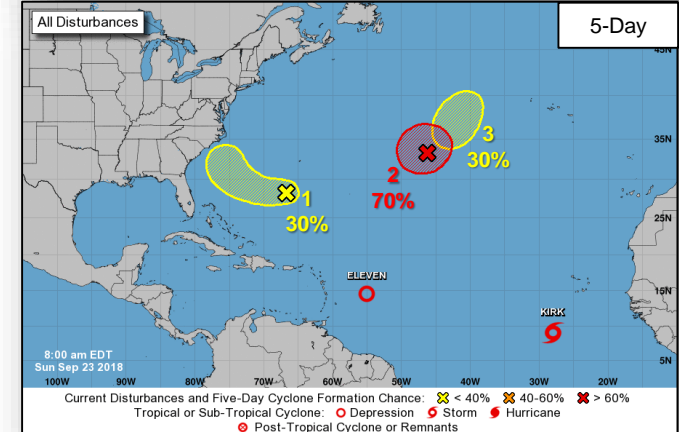 All Disturbances
5-Day
45N
35N
25N
15N
5N
1
30%
2
70%
3
30%
ELEVEN
KIRK
8:00 am EDT
Sun Sep 23 2018
100W 90W 80W 70W 60W 50W 40W 30W 20W
Current Disturbances and Five-Day Cyclone Formation Chance: < 40% 40-60% > 60%
Tropical or Sub-Tropical Cyclone: Depression Storm Hurricane
Post-Tropical Cyclone or Remnants